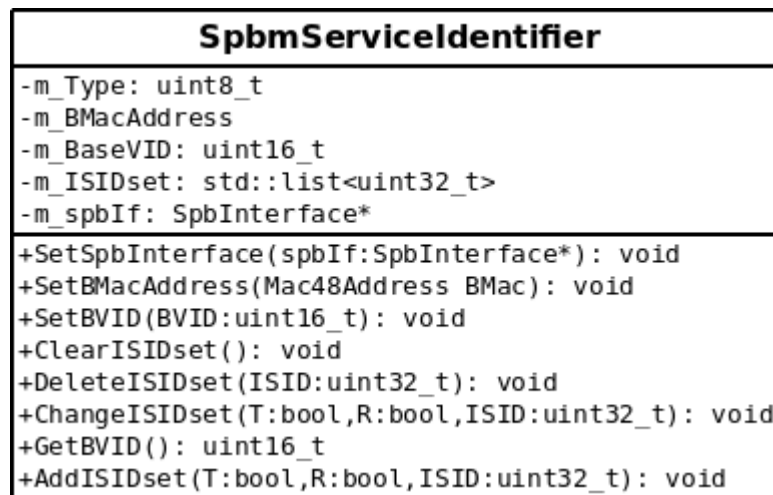 SpbmServiceIdentifier
-m_Type: uint8_t
-m_BMacAddress
-m_BaseVID: uint16_t
-m_ISIDset: std::list<uint32_t>
-m_spbIf: SpbInterface*
+SetSpbInterface(spbIf:SpbInterface*): void
+SetBMacAddress(Mac48Address BMac): void
+SetBVID(BVID:uint16_t): void
+ClearISIDset(): void
+DeleteISIDset(ISID:uint32_t): void
+ChangeISIDset(T:bool,R:bool,ISID:uint32_t): void
+GetBVID(): uint16_t
+AddISIDset(T:bool,R:bool,ISID:uint32_t): void